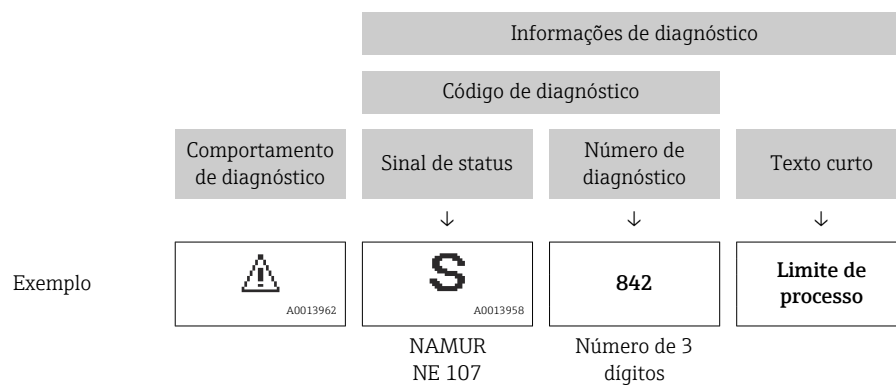 Informações de diagnóstico
Código de diagnóstico
Comportamento
de diagnóstico
Sinal de status
Número de
diagnóstico
Texto curto
↓
↓
↓
Exemplo
A0013962
S
A0013958
842
Limite de
processo
NAMUR
NE 107
Número de 3
dígitos